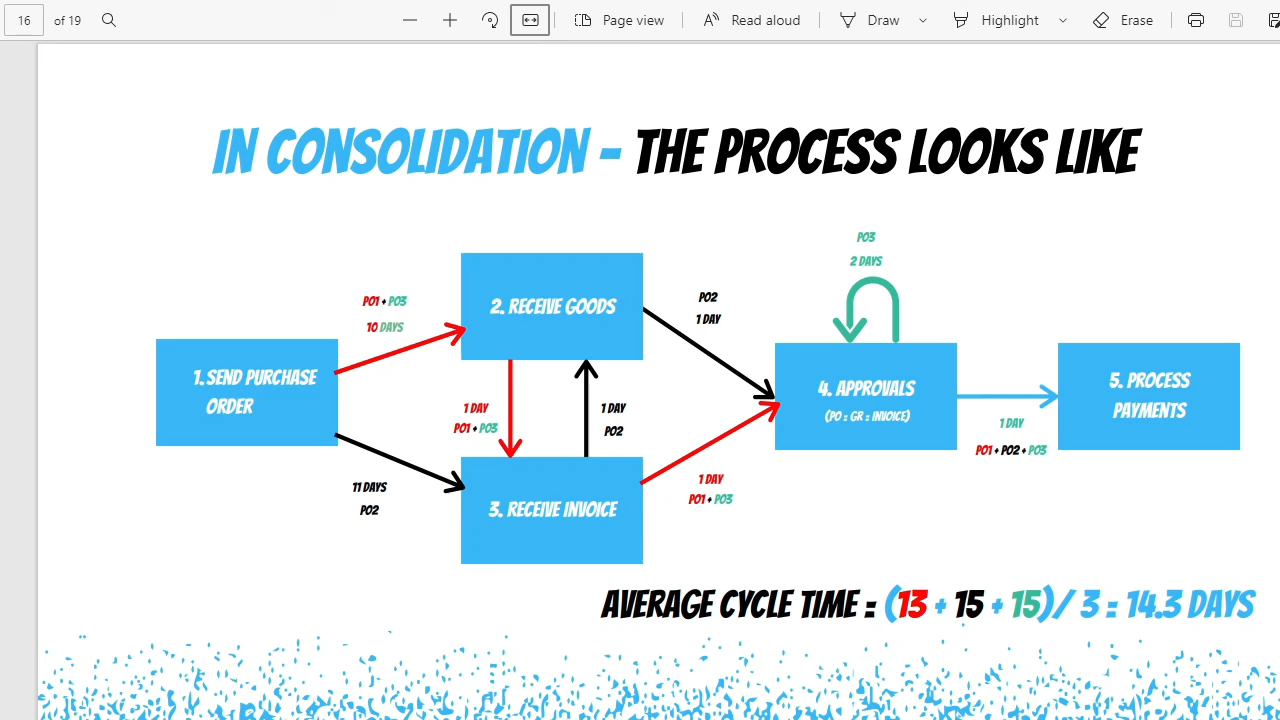 16 of 19 Page view Read aloud Draw Highlight Erase
IN CONSOLIDATION - THE PROCESS LOOKS LIKE
PO3
2 DAYS
PO1 + PO3
10 DAYS
2. RECEIVE GOODS
PO2
1 DAY
1. SEND PURCHASE
ORDER
4. APPROVALS
(PO = GR = INVOICE)
5. PROCESS
PAYMENTS
1 DAY
PO1 + PO3
1 DAY
PO2
1 DAY
PO1 + PO2 + PO3
11 DAYS
PO2
3. RECEIVE INVOICE
1 DAY
PO1 + PO3
AVERAGE CYCLE TIME = (13 + 15 + 15)/ 3 = 14.3 DAYS